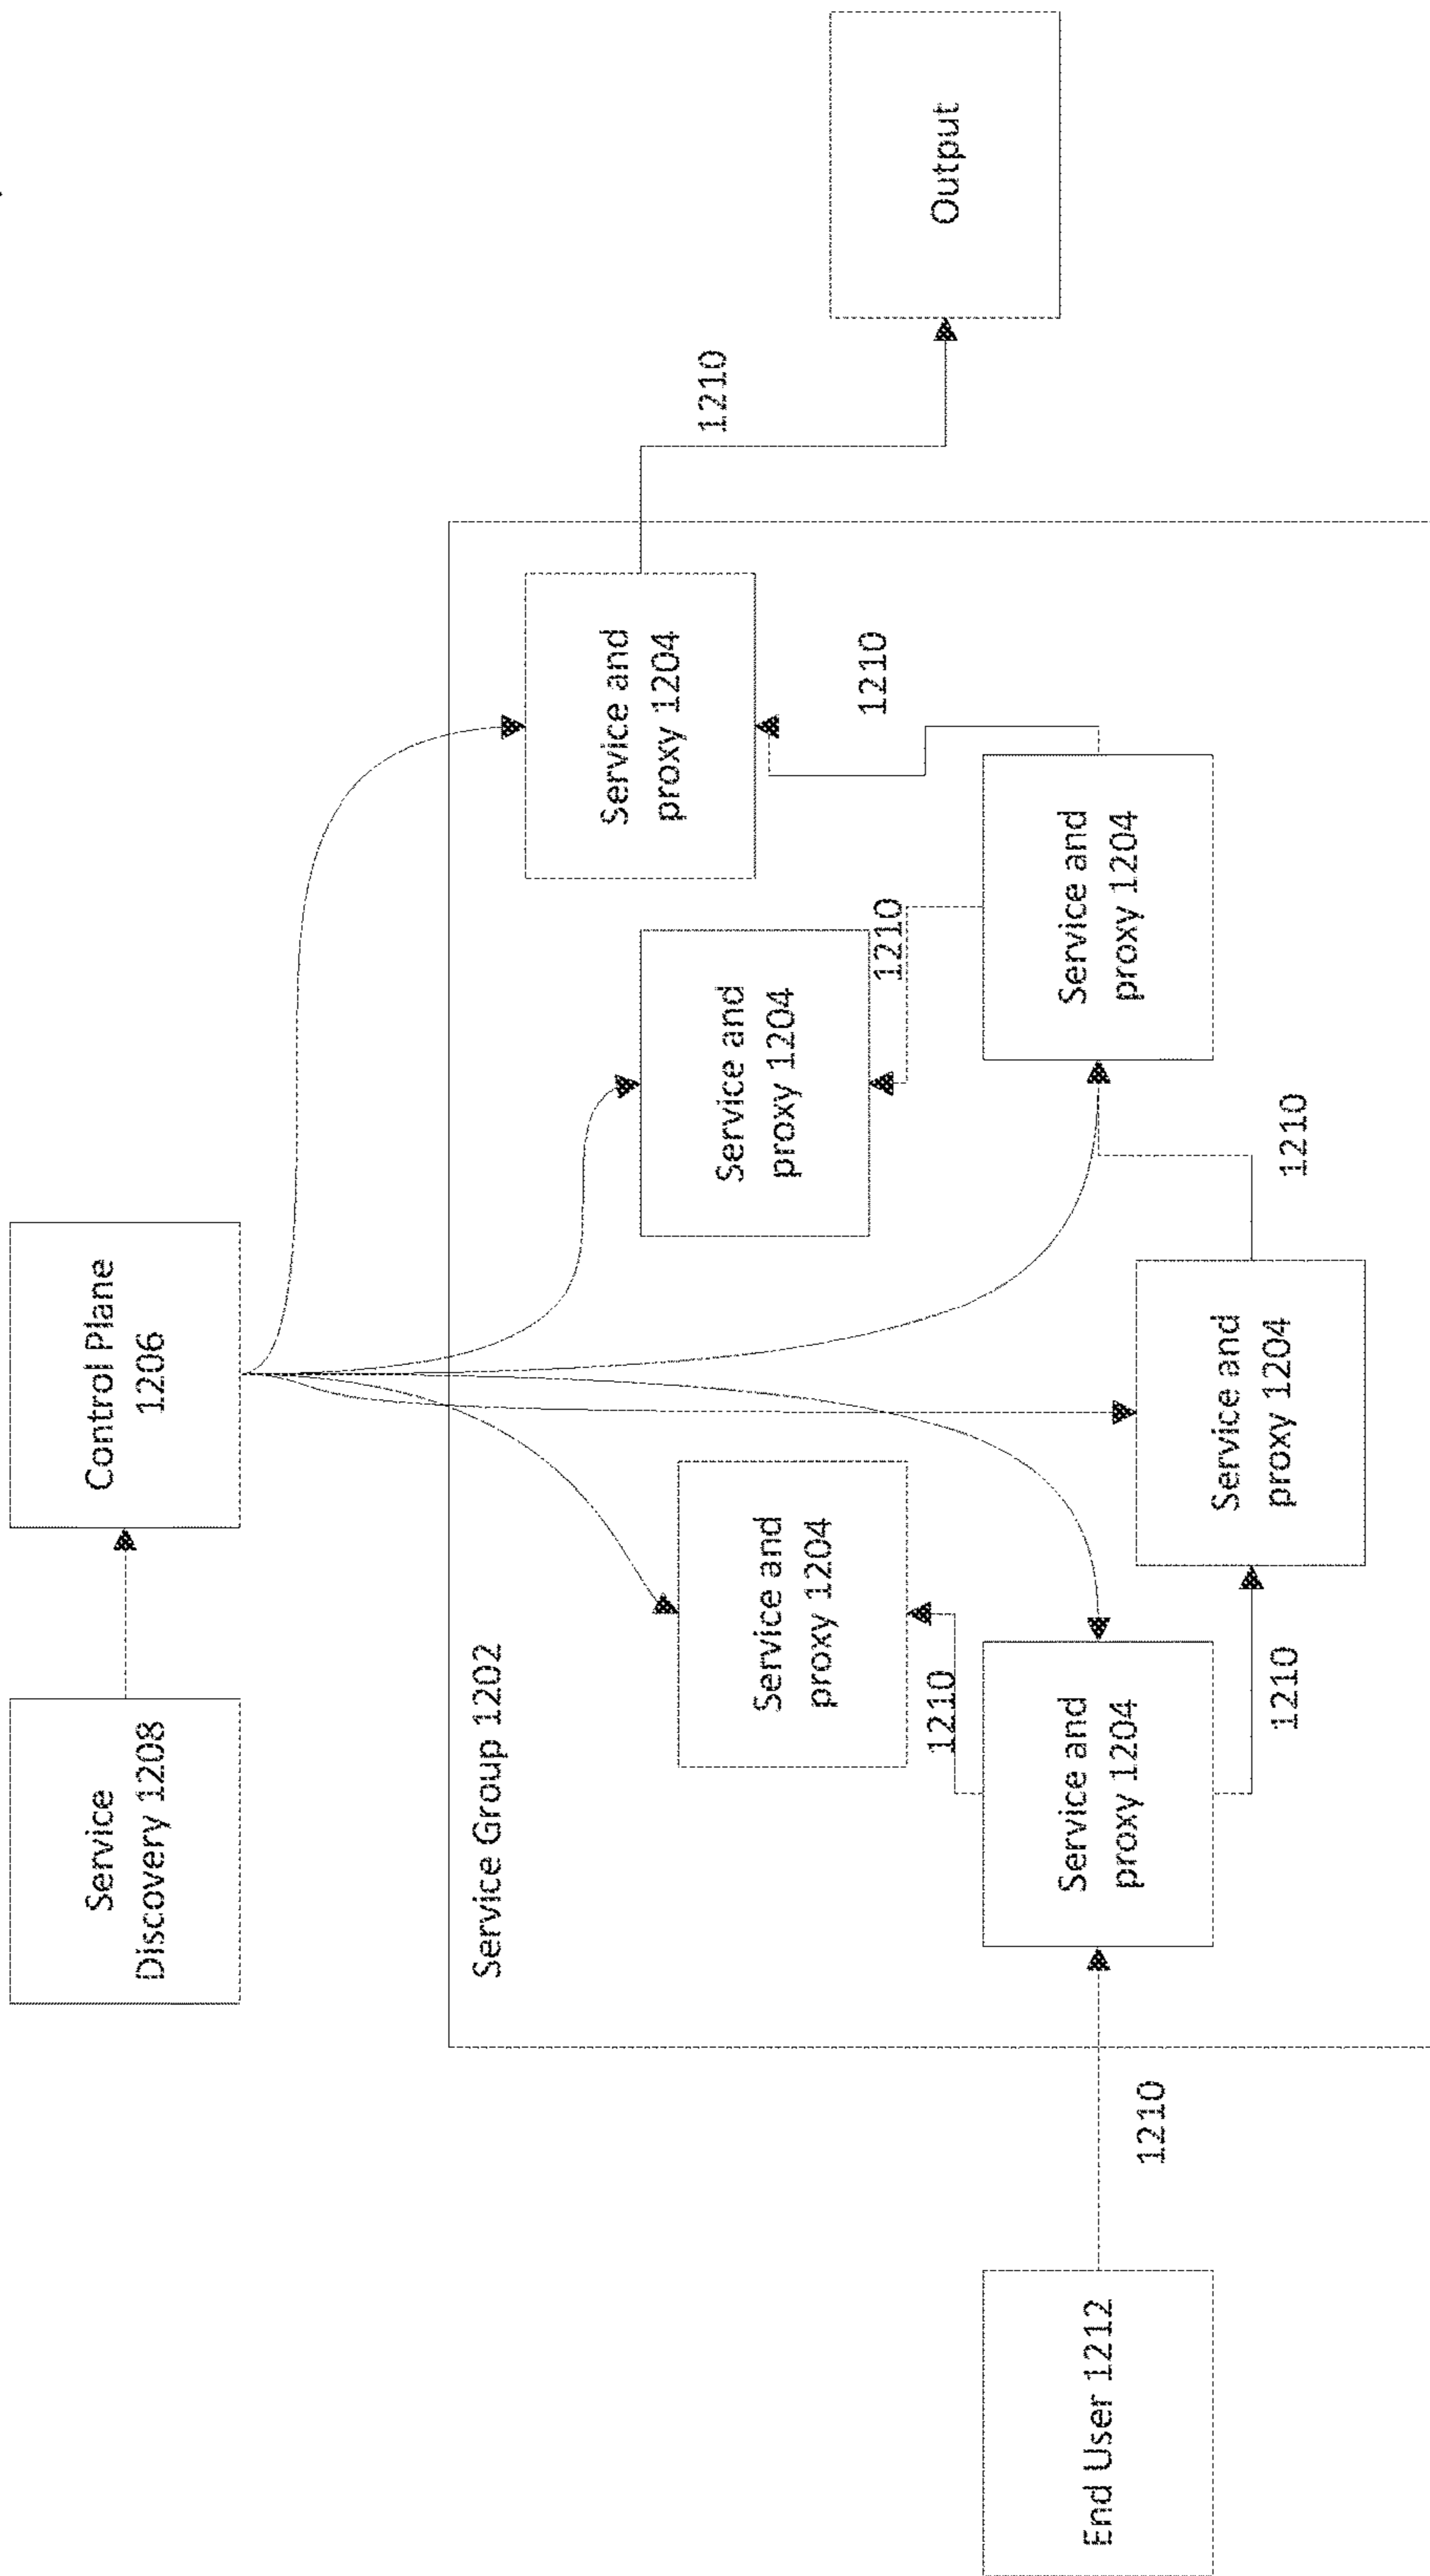 Service
Discovery 1208
Control Plane
1206
Service Group 1202
Service and
proxy 1204
1210
Service and
proxy 1204
Service and
proxy 1204
1210
1210
1210
Output
End User 1212
1210
Service and
proxy 1204
Service and
proxy 1204
1210
Service and
proxy 1204
1210